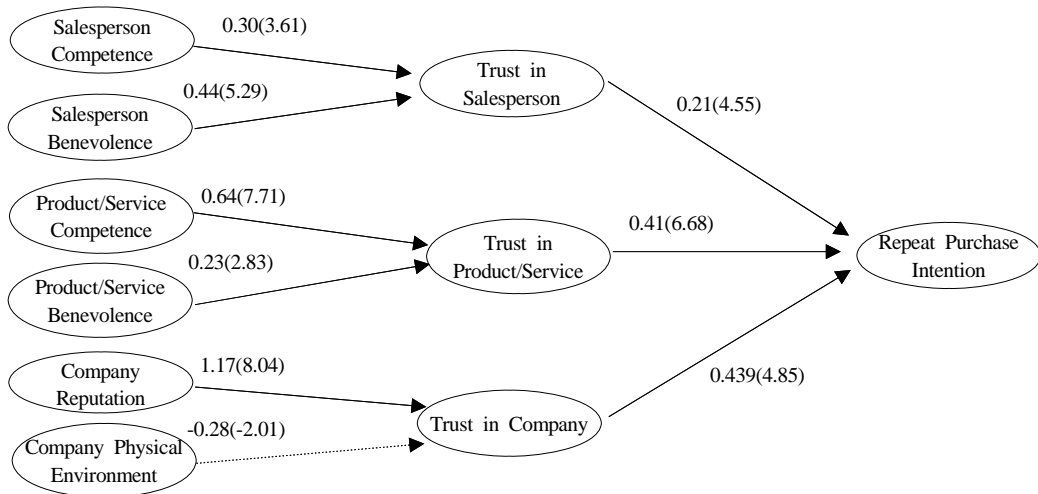 Salesperson
Competence
0.30(3.61)
Salesperson
Benevolence
0.44(5.29)
Trust in
Salesperson
0.21(4.55)
Product/Service
Competence
0.64(7.71)
Product/Service
Benevolence
0.23(2.83)
Trust in
Product/Service
0.41(6.68)
Repeat Purchase
Intention
Company
Reputation
1.17(8.04)
Company Physical
Environment
-0.28(-2.01)
Trust in Company
0.439(4.85)